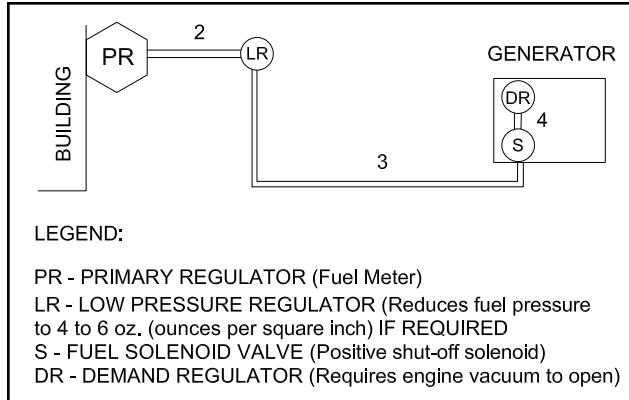 2
PR
LR
GENERATOR
BUILDING
DR
4
S
3
LEGEND:
PR - PRIMARY REGULATOR (Fuel Meter)
LR - LOW PRESSURE REGULATOR (Reduces fuel pressure
to 4 to 6 oz. (ounces per square inch) IF REQUIRED
S - FUEL SOLENOID VALVE (Positive shut-off solenoid)
DR - DEMAND REGULATOR (Requires engine vacuum to open)